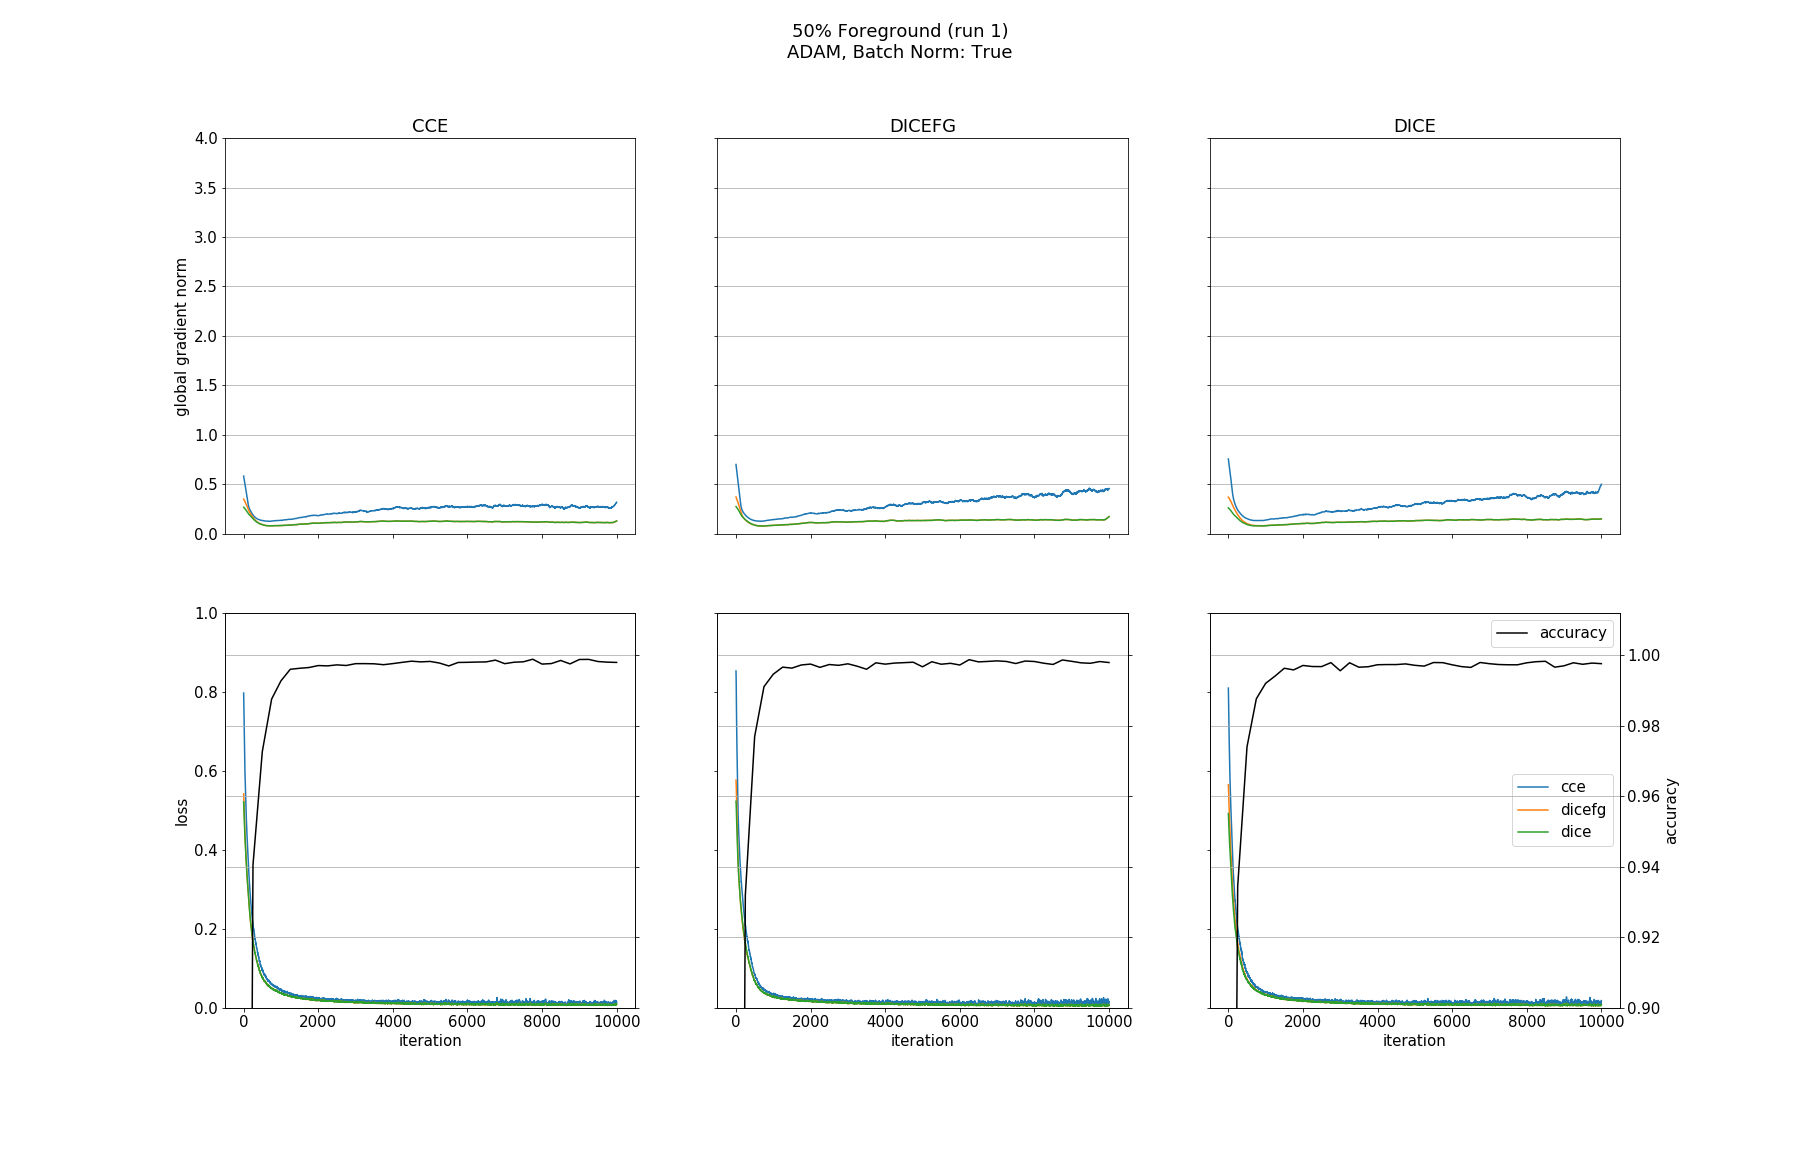 50% Foreground (run 1)
ADAM, Batch Norm: True
CCE
DICEFG
DICE
4.0
3.5
3.0
2.5
2.0
1.5
1.0
0.5
0.0
global gradient norm
1.0
0.8
0.6
0.4
0.2
0.0
loss
accuracy
cce
dicefg
dice
1.00
0.98
0.96
0.94
0.92
0.90
accuracy
0 2000 4000 6000 8000 10000
iteration
0 2000 4000 6000 8000 10000
iteration
0 2000 4000 6000 8000 10000
iteration